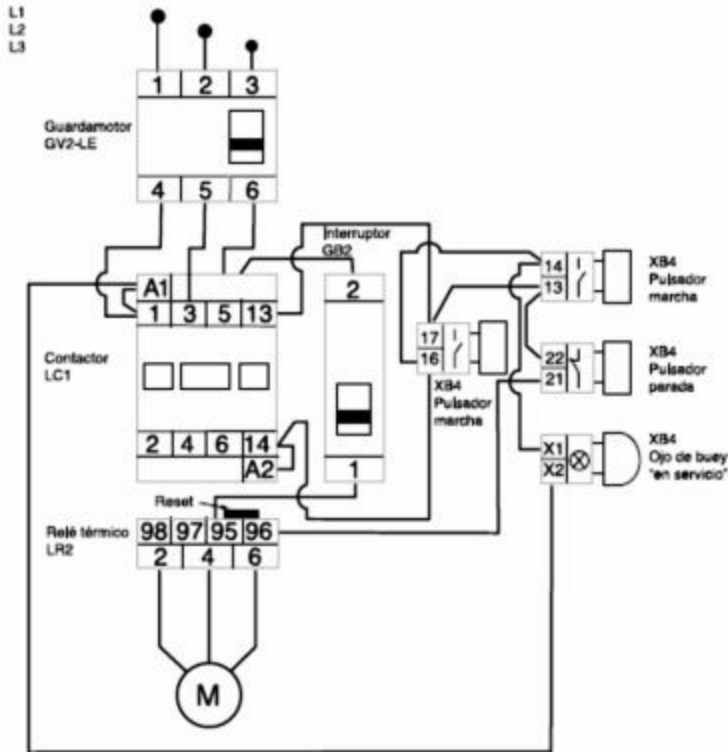 L1
L2
L3
1 2 3
Guardamotor
GV2-LE
4 5 6
Interruptor
GB2
A1
1 3 5 13
2
14
13
XB4
Pulsador
marcha
17
16
XB4
Pulsador
marcha
22
21
XB4
Pulsador
parada
Contactor
LC1
2 4 6 14
A2
1
X1
X2
XB4
Ojo de buey
"en servicio"
Reset
Relé térmico
LR2
98 97 95 96
2 4 6
M